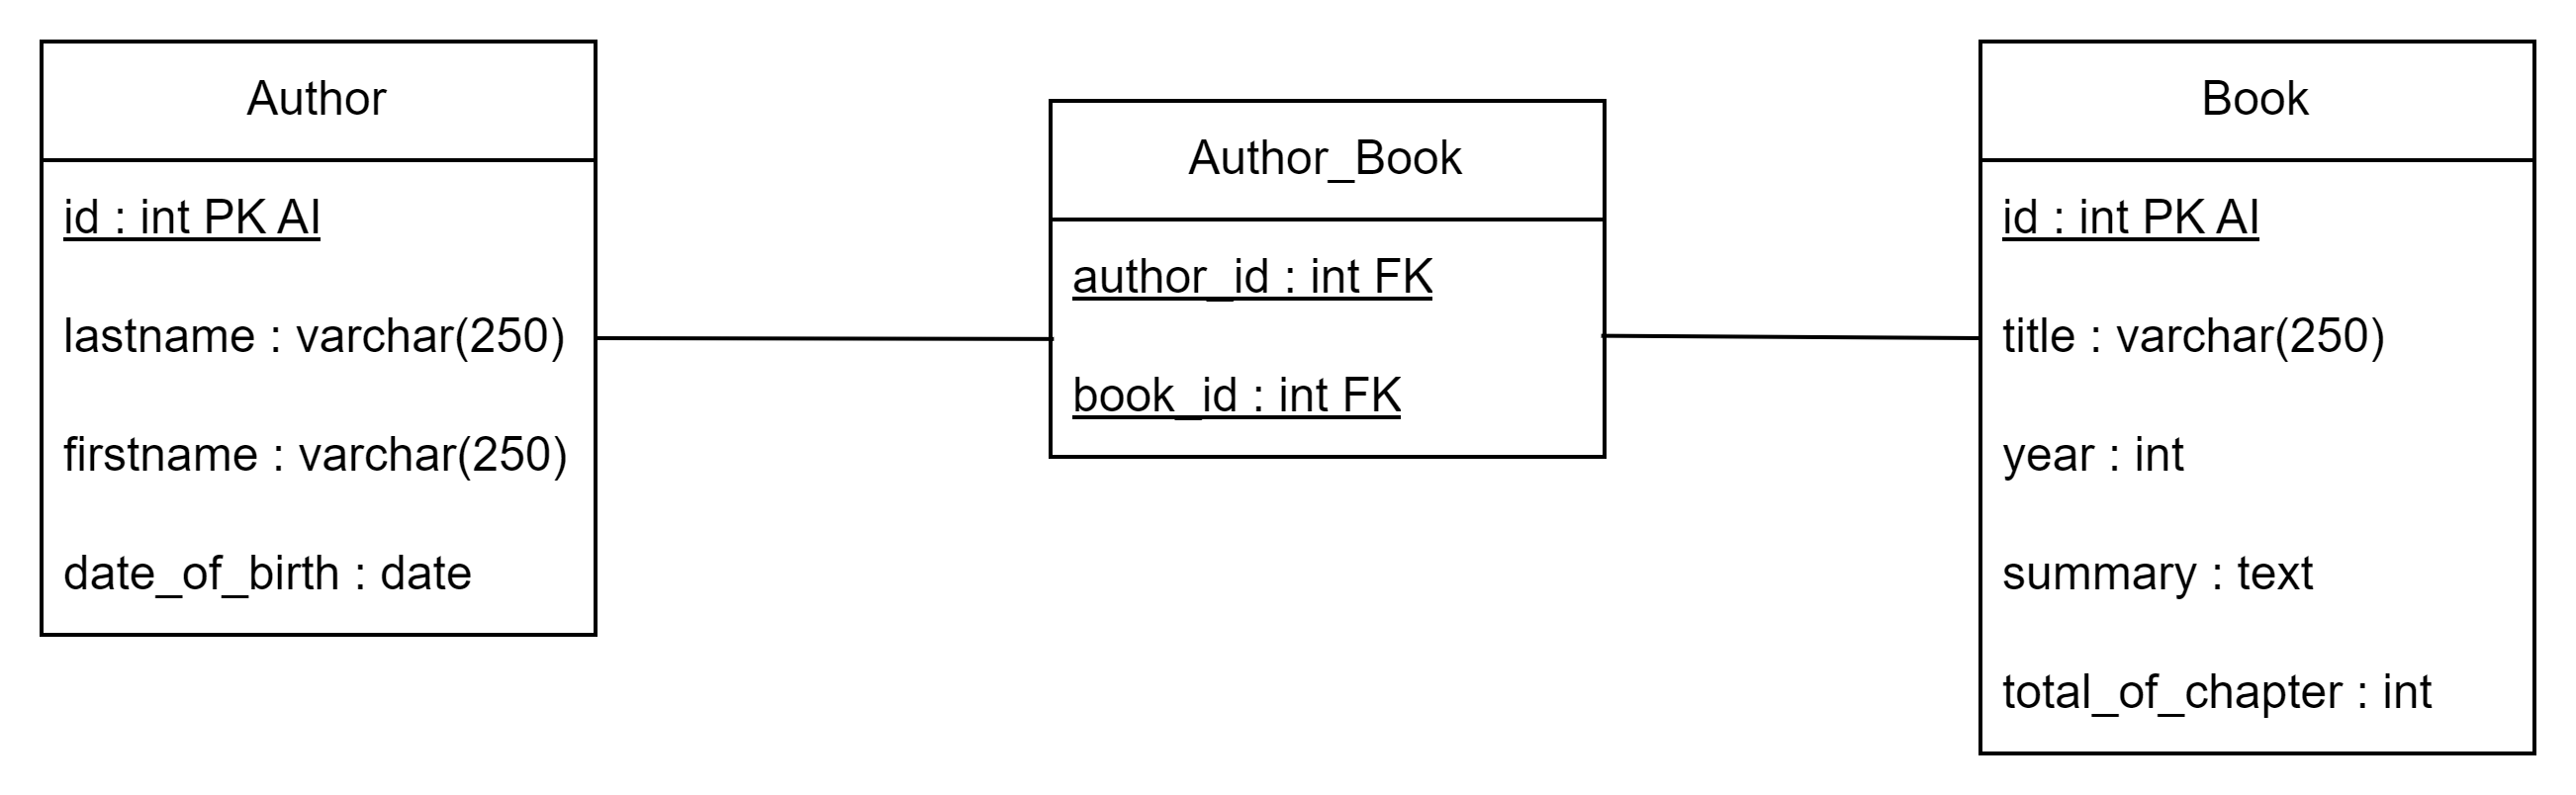 Author
id : int PK AI
lastname : varchar(250)
firstname : varchar(250)
date_of_birth : date
Author_Book
author_id : int FK
book_id : int FK
Book
id : int PK AI
title : varchar(250)
year : int
summary : text
total_of_chapter : int